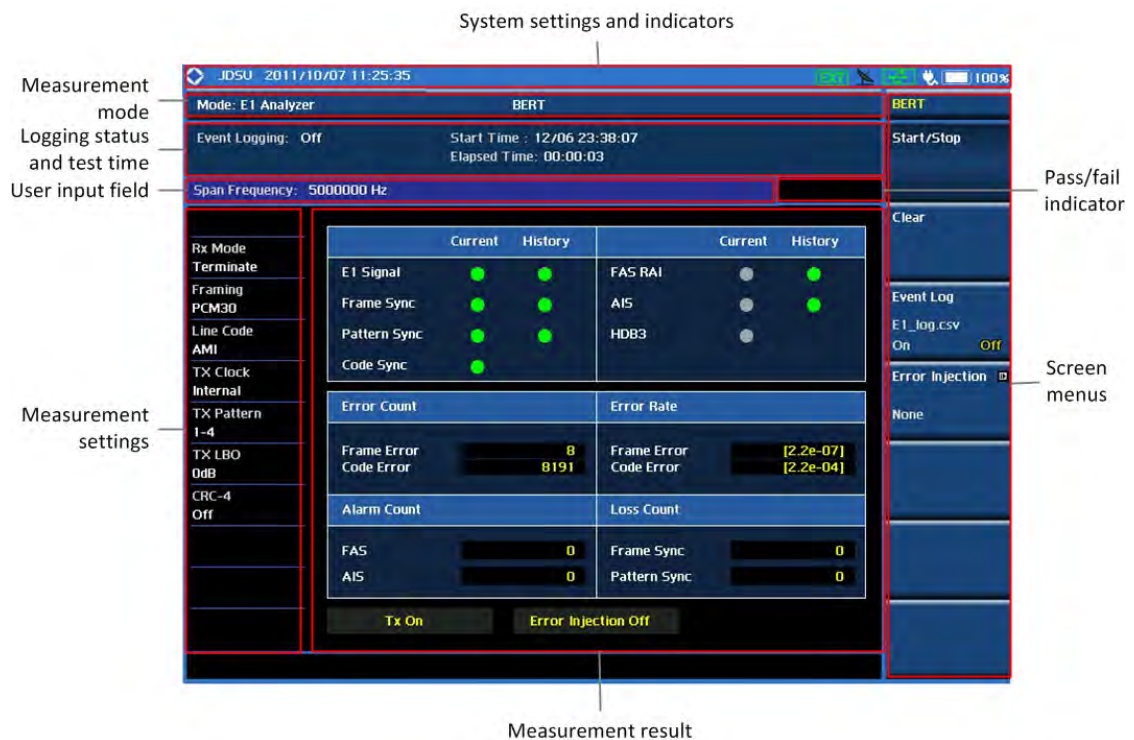 System settings and indicators
JDSU 2011/10/07 11:25:35
EXT
100%
Measurement
mode
Mode: E1 Analyzer BERT
BERT
Logging status
and test time
Event Logging: Off Start Time : 12/06 23:38:07
Elapsed Time: 00:00:03
Start/Stop
User input field
Span Frequency: 5000000 Hz
Pass/fail
indicator
Clear
Rx Mode
Terminate
Framing
PCM30
Line Code
AMI
TX Clock
Internal
TX Pattern
1-4
TX LBO
0dB
CRC-4
Off
Measurement
settings
Current History Current History
E1 Signal FAS RAI
Frame Sync AIS
Pattern Sync HDB3
Code Sync
Error Count Error Rate
Frame Error 8 Frame Error [2.2e-07]
Code Error 8191 Code Error [2.2e-04]
Alarm Count Loss Count
FAS 0 Frame Sync 0
AIS 0 Pattern Sync 0
Tx On Error Injection Off
Event Log
E1_log.csv
On Off
Error Injection
None
Screen
menus
Measurement result